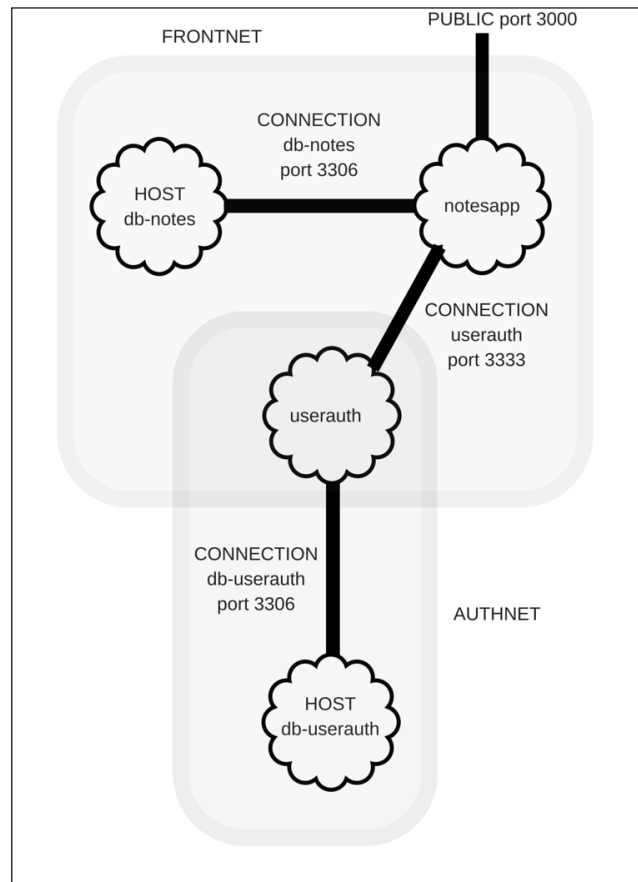 PUBLIC port 3000
FRONTNET
CONNECTION
db-notes
port 3306
HOST
db-notes
notesapp
CONNECTION
userauth
port 3333
userauth
CONNECTION
db-userauth
port 3306
AUTHNET
HOST
db-userauth